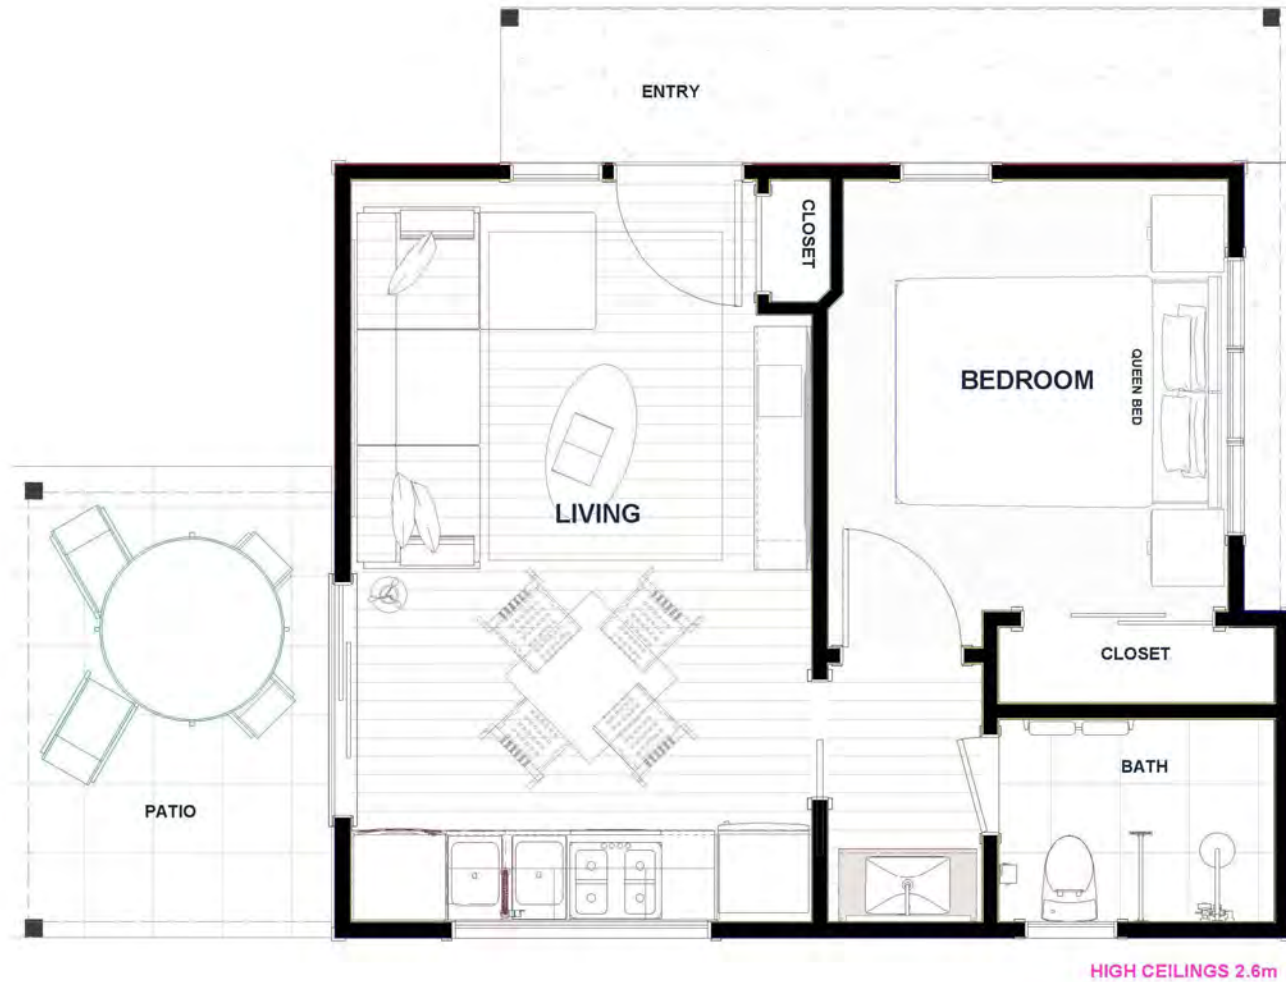 ENTRY
CLOSET
BEDROOM
QUEEN BED
LIVING
CLOSET
BATH
PATIO
HIGH CEILINGS 2.6m